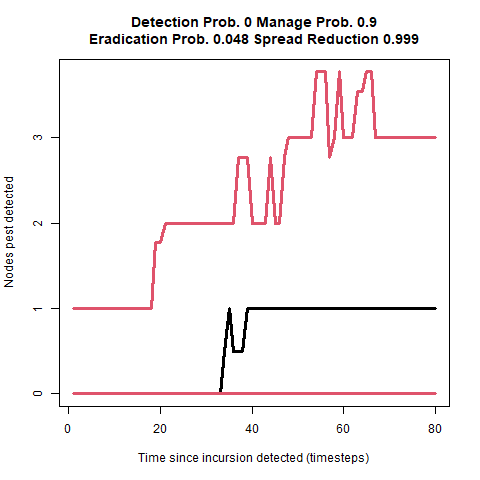 Detection Prob. 0 Manage Prob. 0.9
Eradication Prob. 0.048 Spread Reduction 0.999
Nodes pest detected
3
2
1
0
0 20 40 60 80
Time since incursion detected (timesteps)